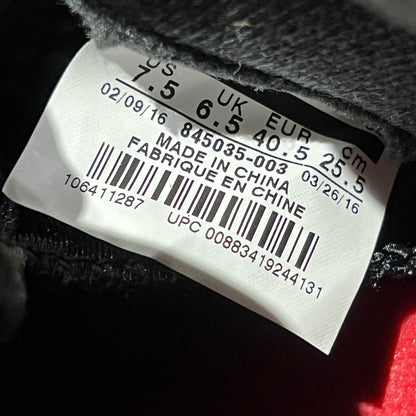 US UK EUR cm
7.5 6.5 40.5 25.5
02/09/16 845035-003 03/26/16
MADE IN CHINA
FABRIQUE EN CHINE
106411287 UPC 00883419244131